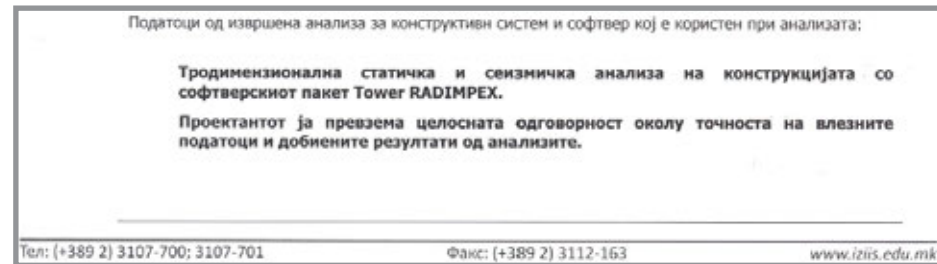 Податоци од извршена анализа за конструктивн систем и софтвер кој е користен при анализата:
Тродимензионална статичка и сеизмичка анализа на конструкцијата со
софтверскиот пакет Tower RADIMPEX.
Проектантот ја превзема целосната одговорност околу точноста на влезните
податоци и добиените резултати од анализите.
Тел: (+389 2) 3107-700; 3107-701 Факс: (+389 2) 3112-163 www.iziis.edu.mk